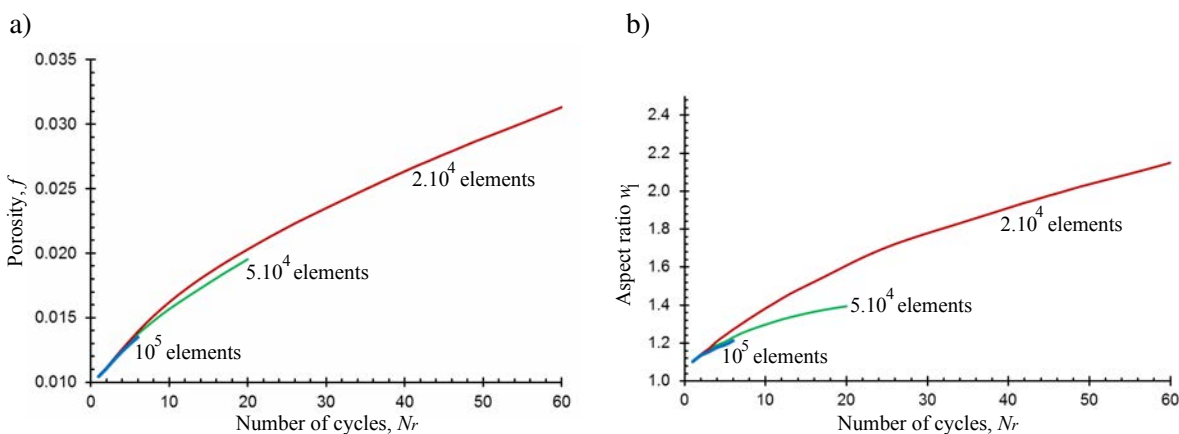 a)
0.035
0.030
0.025
0.020
0.015
0.010
Porosity, f
2.10⁴ elements
5.10⁴ elements
10⁵ elements
0 10 20 30 40 50 60
Number of cycles, Nr
b)
2.4
2.2
2.0
1.8
1.6
1.4
1.2
1.0
Aspect ratio w₁
2.10⁴ elements
5.10⁴ elements
10⁵ elements
0 10 20 30 40 50 60
Number of cycles, Nr